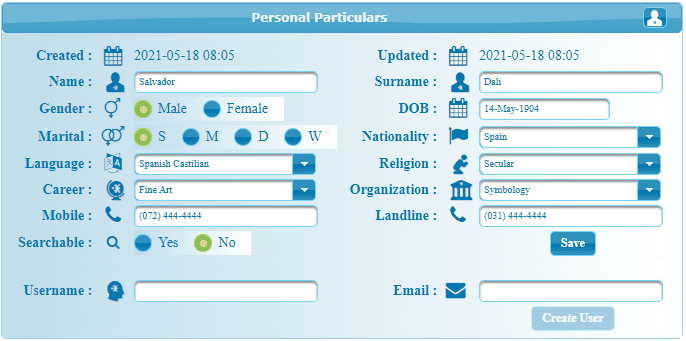 Personal Particulars
Created : 2021-05-18 08:05 Updated : 2021-05-18 08:05
Name : Salvador Surname : Dali
Gender : Male Female DOB : 14-May-1904
Marital : S M D W Nationality : Spain
Language : Spanish Castilian Religion : Secular
Career : Fine Art Organization : Symbology
Mobile : (072) 444-4444 Landline : (031) 444-4444
Searchable : Yes No Save
Username : Email :
Create User